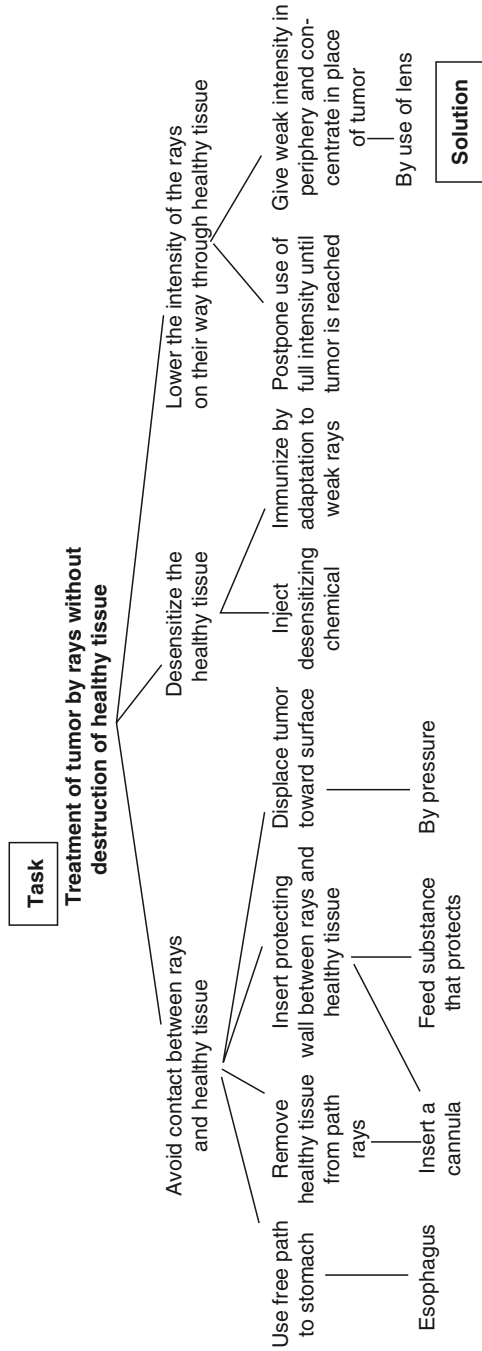 Task
Treatment of tumor by rays without
destruction of healthy tissue
Avoid contact between rays
and healthy tissue
Desensitize the
healthy tissue
Lower the intensity of the rays
on their way through healthy tissue
Use free path
to stomach
Remove
healthy tissue
from path
rays
Insert protecting
wall between rays and
healthy tissue
Displace tumor
toward surface
Inject
desensitizing
chemical
Immunize by
adaptation to
weak rays
Postpone use of
full intensity until
tumor is reached
Give weak intensity in
periphery and con-
centrate in place
of tumor
Esophagus
Insert a
cannula
Feed substance
that protects
By pressure
By use of lens
Solution